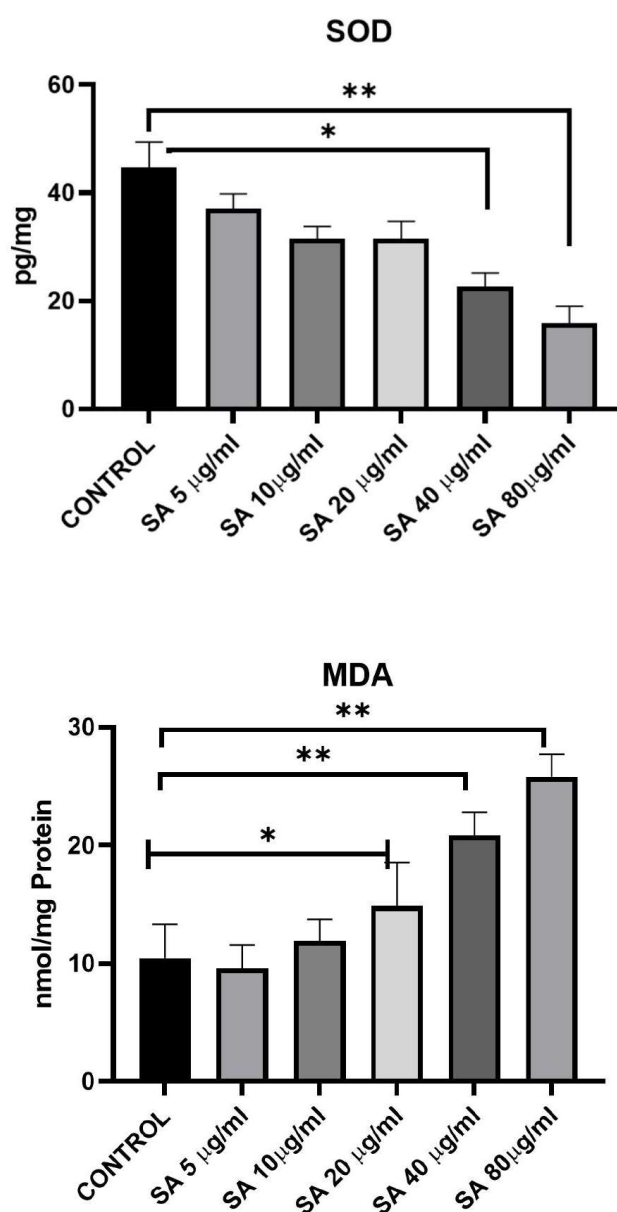 SOD
**
*
60
40
20
0
pg/mg
CONTROL
SA 5 μg/ml
SA 10μg/ml
SA 20 μg/ml
SA 40 μg/ml
SA 80μg/ml
MDA
**
**
*
30
20
10
0
nmol/mg Protein
CONTROL
SA 5 μg/ml
SA 10μg/ml
SA 20 μg/ml
SA 40 μg/ml
SA 80μg/ml